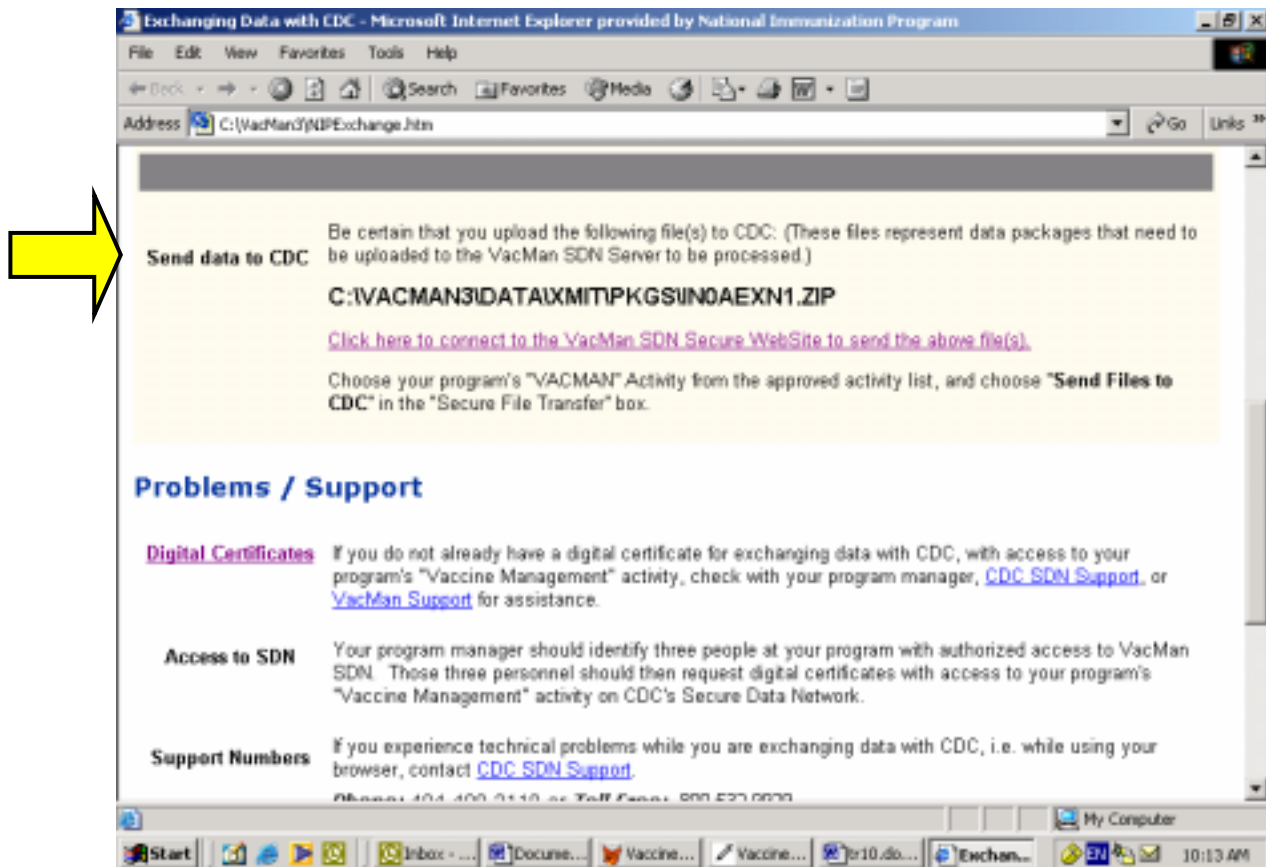 Exchanging Data with CDC - Microsoft Internet Explorer provided by National Immunization Program
File Edit View Favorites Tools Help
Back Search Favorites Media
Address C:\VacMan3\NIPExchange.htm Go Links »
Be certain that you upload the following file(s) to CDC: (These files represent data packages that need to
Send data to CDC be uploaded to the VacMan SDN Server to be processed.)
C:\VACMAN3\DATA\XMIT\PKGS\IN0AEXN1.ZIP
Click here to connect to the VacMan SDN Secure WebSite to send the above file(s).
Choose your program's "VACMAN" Activity from the approved activity list, and choose "Send Files to
CDC" in the "Secure File Transfer" box.
Problems / Support
Digital Certificates If you do not already have a digital certificate for exchanging data with CDC, with access to your
program's "Vaccine Management" activity, check with your program manager, CDC SDN Support, or
VacMan Support for assistance.
Access to SDN Your program manager should identify three people at your program with authorized access to VacMan
SDN. Those three personnel should then request digital certificates with access to your program's
"Vaccine Management" activity on CDC's Secure Data Network.
Support Numbers If you experience technical problems while you are exchanging data with CDC, i.e. while using your
browser, contact CDC SDN Support.
My Computer
Start Inbox - ... Docume... Vaccine... Vaccine... tr10.do... Exchan... EN 10:13 AM